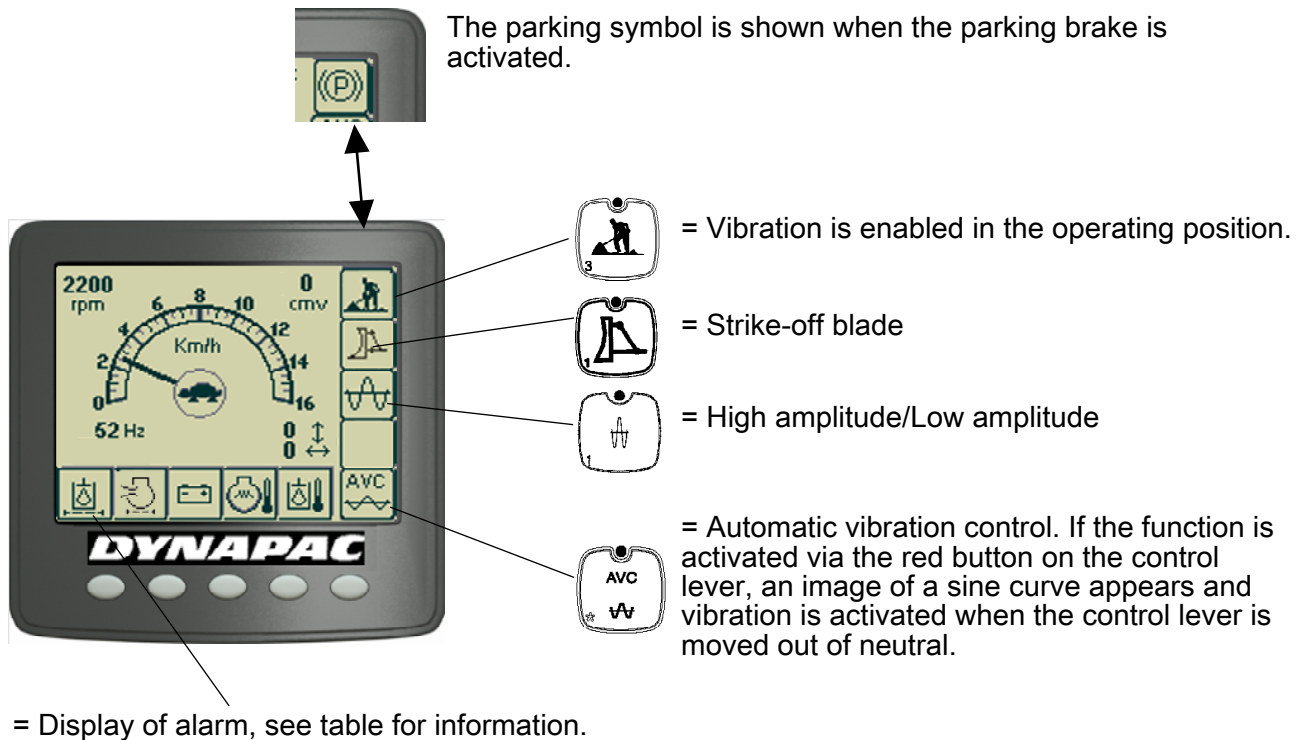 The parking symbol is shown when the parking brake is
activated.
P
= Vibration is enabled in the operating position.
3
= Strike-off blade
1
= High amplitude/Low amplitude
1
= Automatic vibration control. If the function is
activated via the red button on the control
lever, an image of a sine curve appears and
vibration is activated when the control lever is
moved out of neutral.
AVC
2200
rpm
0
cmv
0 2 4 6 8 10 12 14 16
Km/h
52 Hz
0
0
AVC
DYNAPAC
= Display of alarm, see table for information.